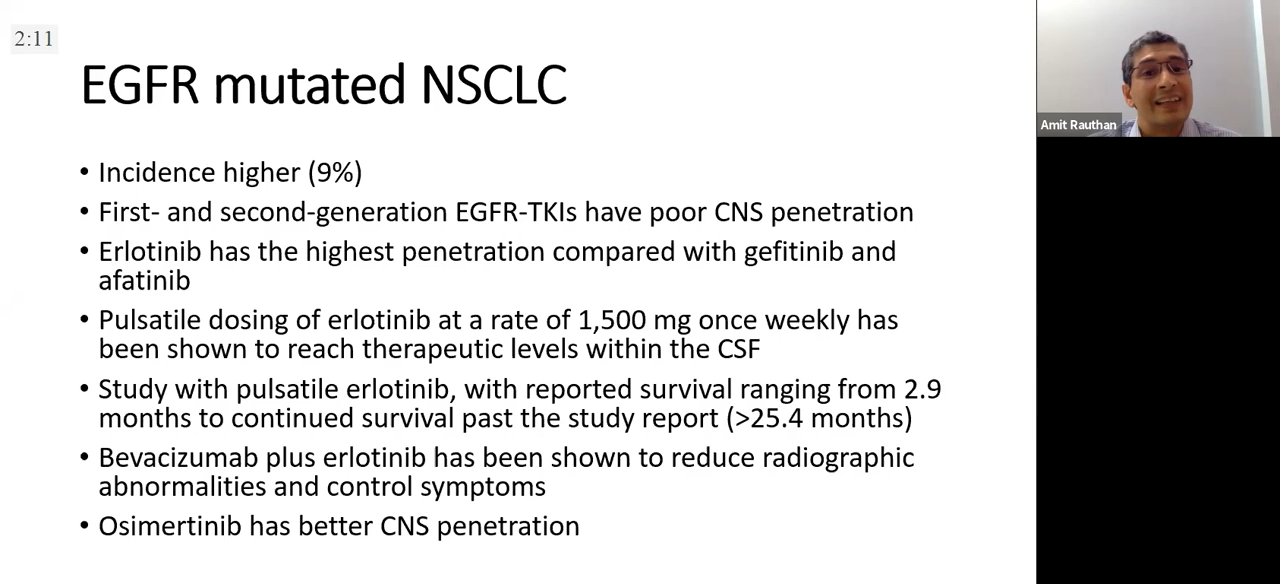 2:11
EGFR mutated NSCLC
Amit Rauthan
• Incidence higher (9%)
• First- and second-generation EGFR-TKIs have poor CNS penetration
• Erlotinib has the highest penetration compared with gefitinib and
afatinib
• Pulsatile dosing of erlotinib at a rate of 1,500 mg once weekly has
been shown to reach therapeutic levels within the CSF
• Study with pulsatile erlotinib, with reported survival ranging from 2.9
months to continued survival past the study report (>25.4 months)
• Bevacizumab plus erlotinib has been shown to reduce radiographic
abnormalities and control symptoms
• Osimertinib has better CNS penetration